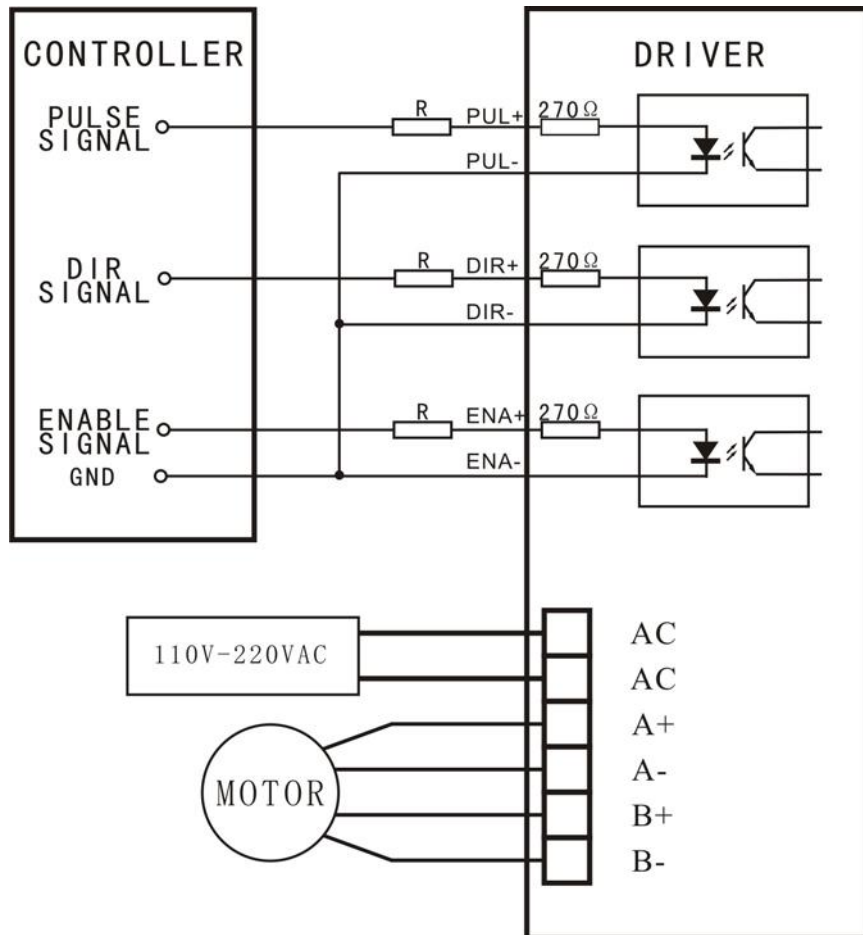 CONTROLLER
DRIVER
PULSE
SIGNAL
R
PUL+
270Ω
PUL-
DIR
SIGNAL
R
DIR+
270Ω
DIR-
ENABLE
SIGNAL
R
ENA+
270Ω
ENA-
GND
110V-220VAC
AC
AC
A+
A-
MOTOR
B+
B-